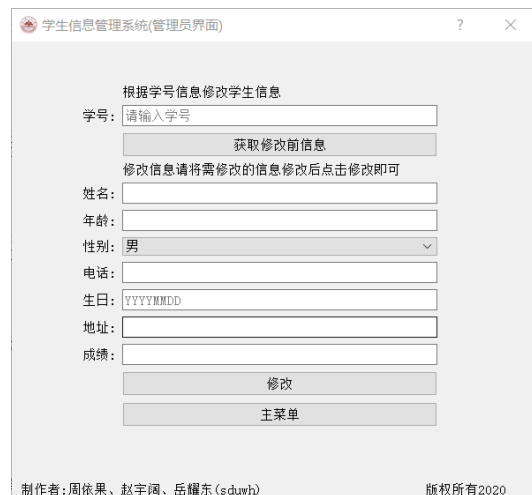 学生信息管理系统(管理员界面)
根据学号信息修改学生信息
学号: 请输入学号
获取修改前信息
修改信息请将需修改的信息修改后点击修改即可
姓名:
年龄:
性别: 男
电话:
生日: YYYYMMDD
地址:
成绩:
修改
主菜单
制作者:周依果、赵宇阔、岳耀东(sduwh) 版权所有2020